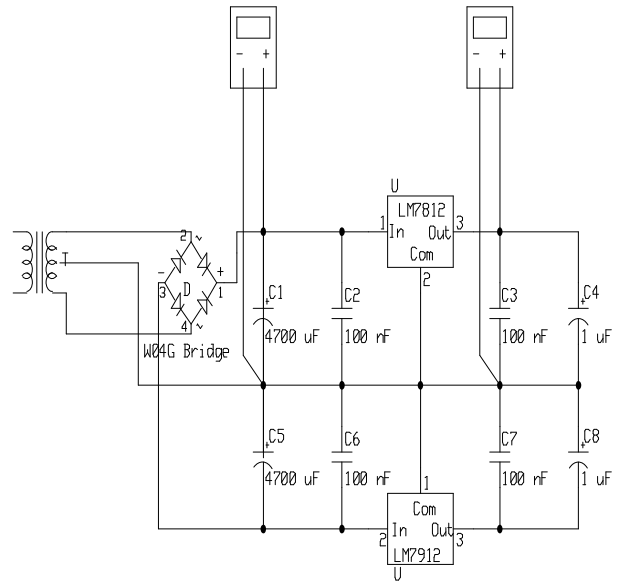 - +
- +
U
LM7812
1 In Out 3
Com
2
T
2 ~
- +
3 D 1
4 ~
W04G Bridge
+ C1
4700 uF
C2
100 nF
C3
100 nF
+ C4
1 uF
+ C5
4700 uF
C6
100 nF
C7
100 nF
+ C8
1 uF
1
Com
In Out
2 3
LM7912
U